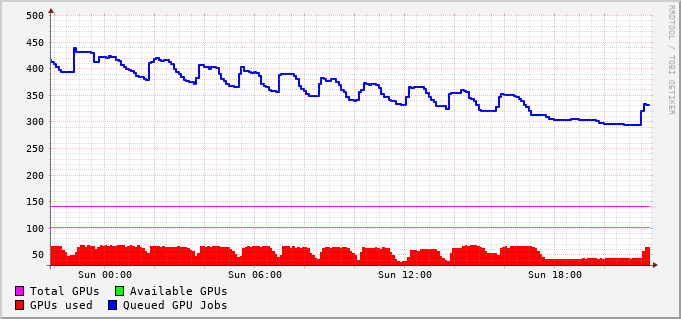 500
450
400
350
300
250
200
150
100
50
Sun 00:00 Sun 06:00 Sun 12:00 Sun 18:00
Total GPUs Available GPUs
GPUs used Queued GPU Jobs
RRDTOOL / TOBI OETIKER